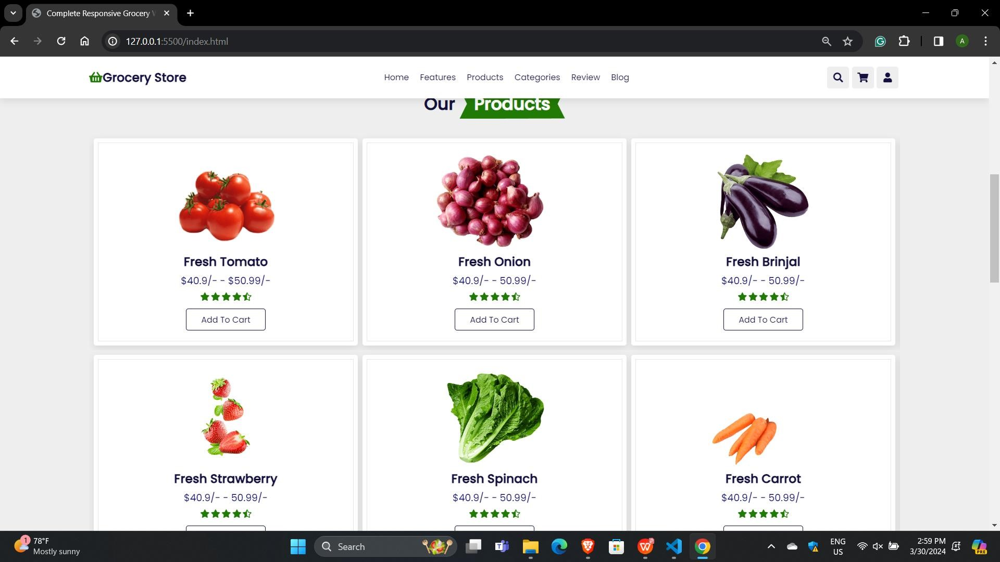 Complete Responsive Grocery
127.0.0.1:5500/index.html
A
Grocery Store
Home Features Products Categories Review Blog
Our Products
Fresh Tomato
$40.9/- - $50.99/-
Add To Cart
Fresh Onion
$40.9/- - 50.99/-
Add To Cart
Fresh Brinjal
$40.9/- - 50.99/-
Add To Cart
Fresh Strawberry
$40.9/- - 50.99/-
Fresh Spinach
$40.9/- - 50.99/-
Fresh Carrot
$40.9/- - 50.99/-
1
78°F
Mostly sunny
Search
ENG
US
2:59 PM
3/30/2024
PRE